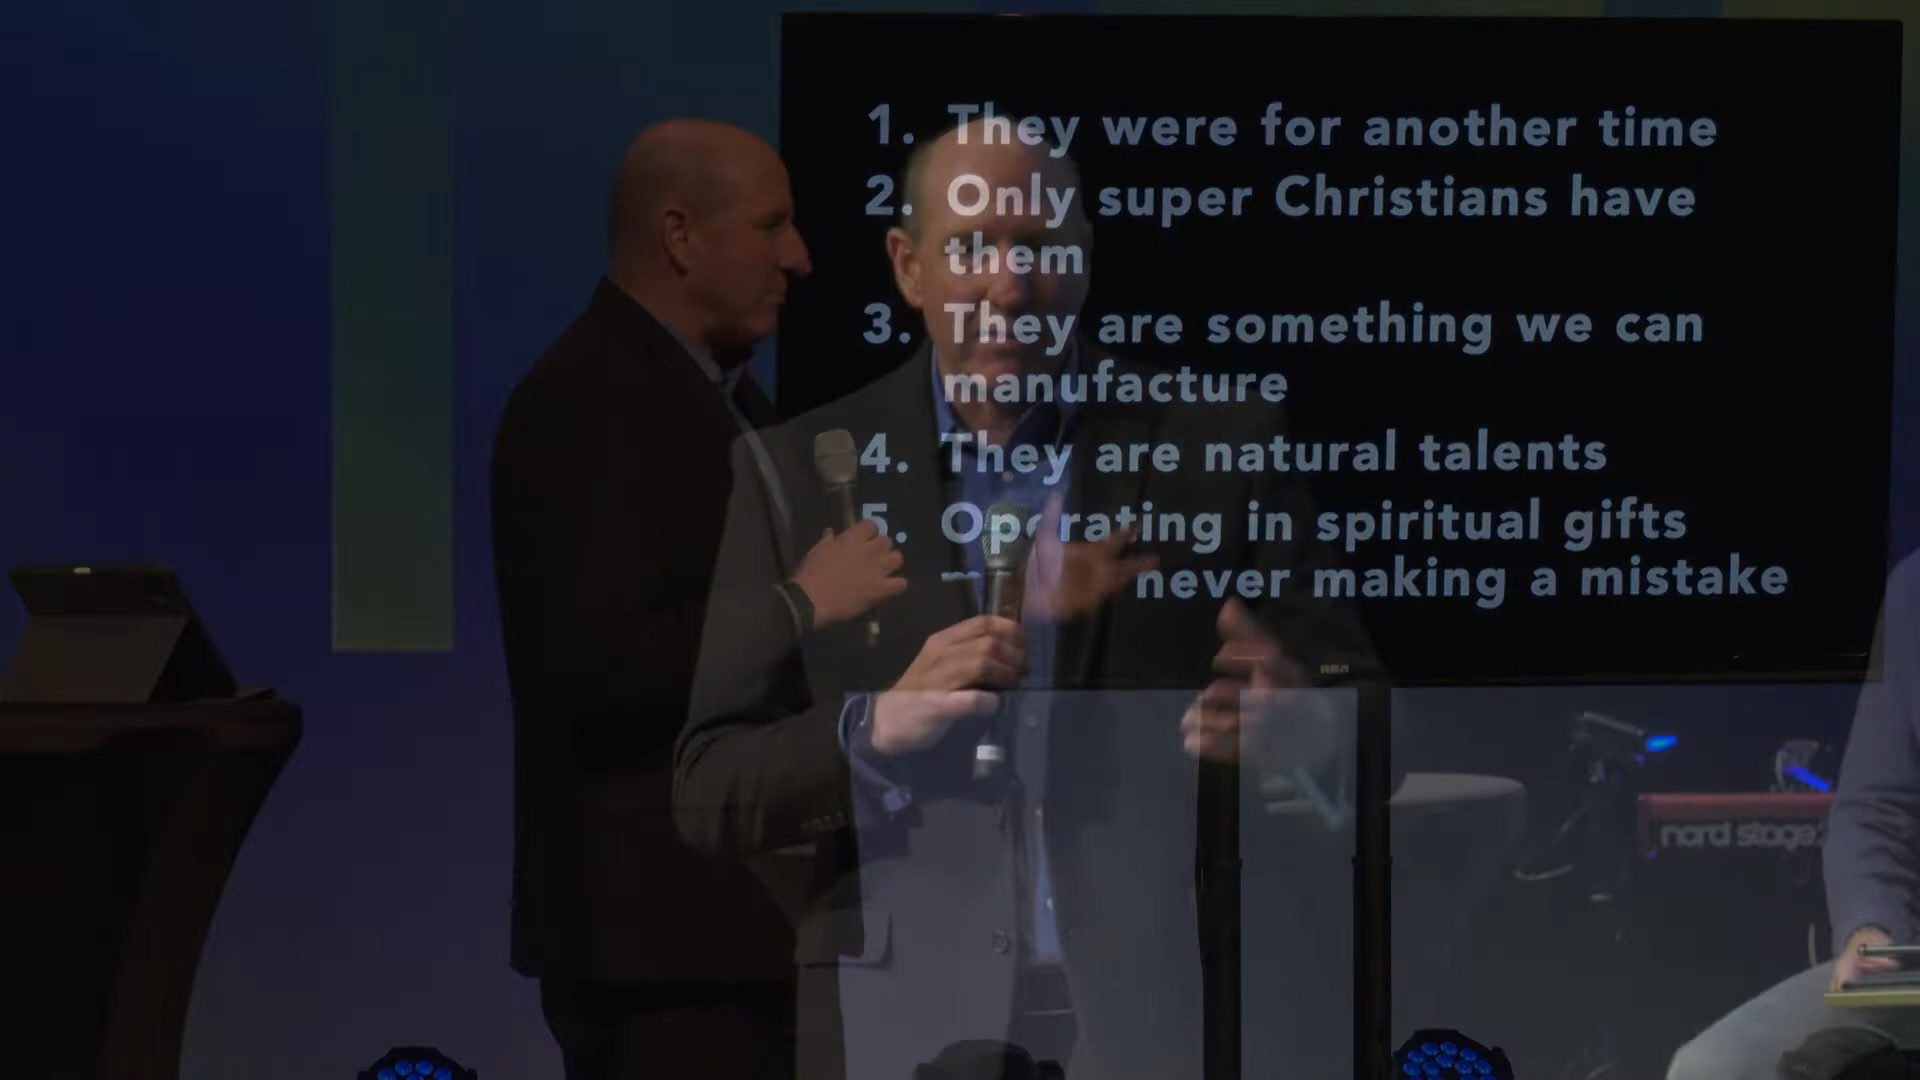 1. They were for another time
2. Only super Christians have
them
3. They are something we can
manufacture
4. They are natural talents
5. Operating in spiritual gifts
never making a mistake
RCA
nord stage